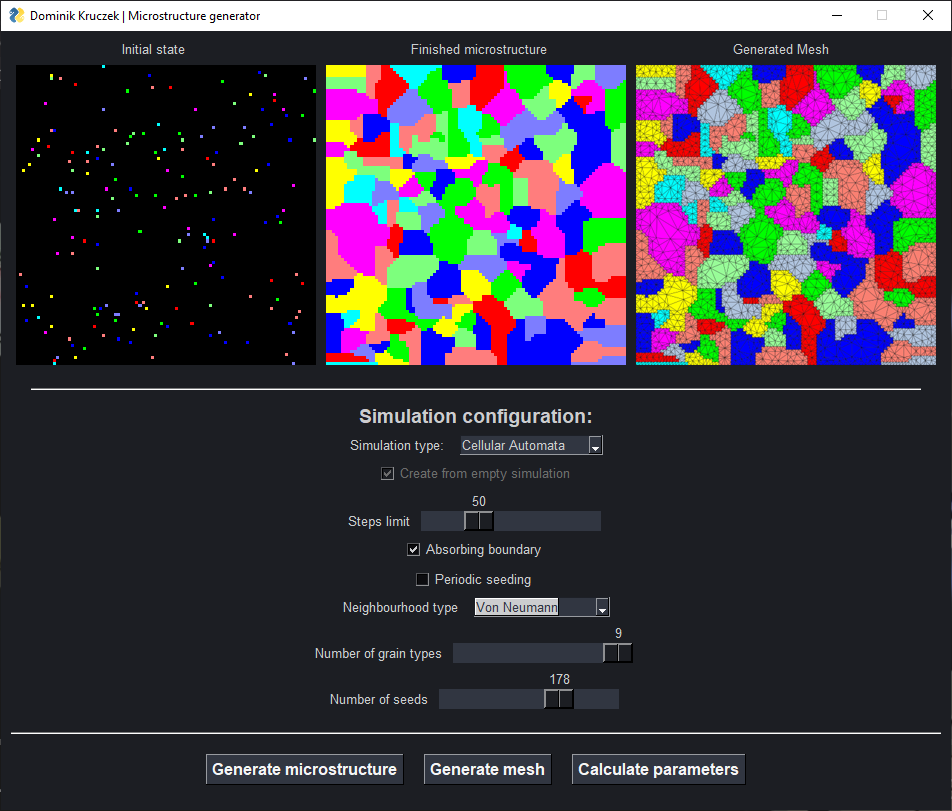 Dominik Kruczek | Microstructure generator
Initial state
Finished microstructure
Generated Mesh
Simulation configuration:
Simulation type: Cellular Automata
Create from empty simulation
50
Steps limit
Absorbing boundary
Periodic seeding
Neighbourhood type Von Neumann
9
Number of grain types
178
Number of seeds
Generate microstructure
Generate mesh
Calculate parameters